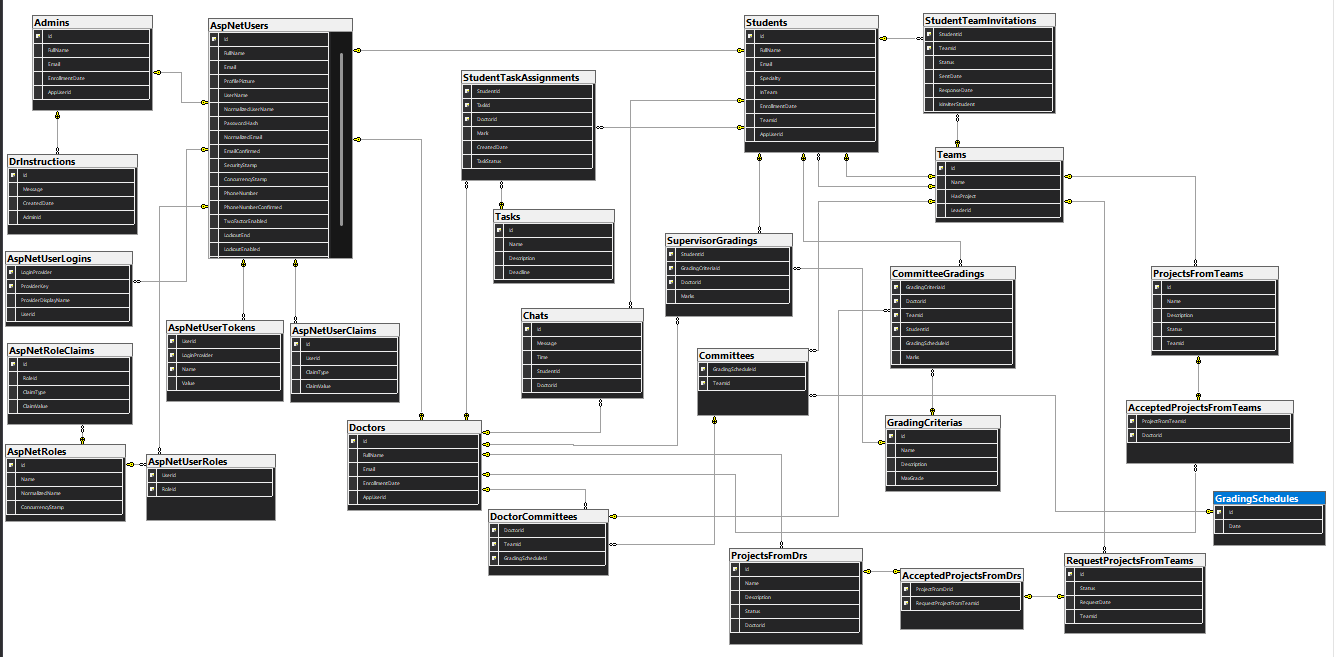 Admins
Id
FullName
Email
EnrollmentDate
AppUserId
AspNetUsers
Id
FullName
Email
ProfilePicture
UserName
NormalizedUserName
PasswordHash
NormalizedEmail
EmailConfirmed
SecurityStamp
ConcurrencyStamp
PhoneNumber
PhoneNumberConfirmed
TwoFactorEnabled
LockoutEnd
LockoutEnabled
StudentTaskAssignments
StudentId
TaskId
DoctorId
Mark
CreatedDate
TaskStatus
Students
Id
FullName
Email
Specialty
InTeam
EnrollmentDate
TeamId
AppUserId
StudentTeamInvitations
StudentId
TeamId
Status
SentDate
ResponseDate
InviterStudent
DrInstructions
Id
Message
CreatedDate
AdminId
Teams
Id
Name
HasProject
LeaderId
Tasks
Id
Name
Description
Deadline
SupervisorGradings
StudentId
GradingCriteriaId
DoctorId
Marks
AspNetUserLogins
LoginProvider
ProviderKey
ProviderDisplayName
UserId
CommitteeGradings
GradingCriteriaId
DoctorId
TeamId
StudentId
GradingScheduleId
Marks
ProjectsFromTeams
Id
Name
Description
Status
TeamId
Chats
Id
Message
Time
StudentId
DoctorId
AspNetUserTokens
UserId
LoginProvider
Name
Value
AspNetUserClaims
Id
UserId
ClaimType
ClaimValue
AspNetRoleClaims
Id
RoleId
ClaimType
ClaimValue
Committees
GradingScheduleId
TeamId
AcceptedProjectsFromTeams
ProjectFromTeamId
DoctorId
Doctors
Id
FullName
Email
EnrollmentDate
AppUserId
GradingCriterias
Id
Name
Description
MaxGrade
AspNetRoles
Id
Name
NormalizedName
ConcurrencyStamp
AspNetUserRoles
UserId
RoleId
GradingSchedules
Id
Date
DoctorCommittees
DoctorId
TeamId
GradingScheduleId
ProjectsFromDrs
Id
Name
Description
Status
DoctorId
AcceptedProjectsFromDrs
ProjectFromDrId
RequestProjectFromTeamId
RequestProjectsFromTeams
Id
Status
RequestDate
TeamId